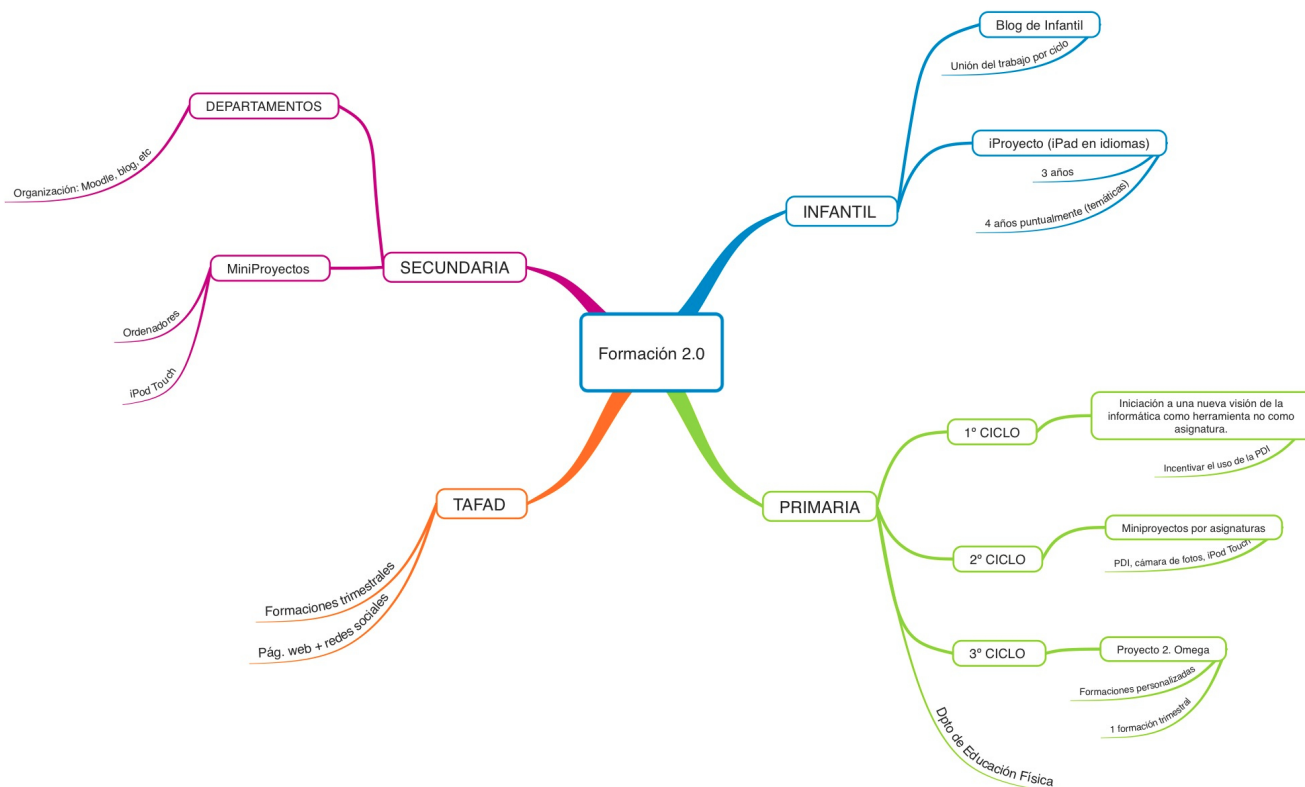 Formación 2.0
INFANTIL
Blog de Infantil
Unión del trabajo por ciclo
iProyecto (iPad en idiomas)
3 años
4 años puntualmente (temáticas)
PRIMARIA
1º CICLO
Iniciación a una nueva visión de la
informática como herramienta no como
asignatura.
Incentivar el uso de la PDI
2º CICLO
Miniproyectos por asignaturas
PDI, cámara de fotos, iPod Touch
3º CICLO
Proyecto 2. Omega
Formaciones personalizadas
1 formación trimestral
Dpto de Educación Física
TAFAD
Formaciones trimestrales
Pág. web + redes sociales
SECUNDARIA
DEPARTAMENTOS
Organización: Moodle, blog, etc
MiniProyectos
Ordenadores
iPod Touch